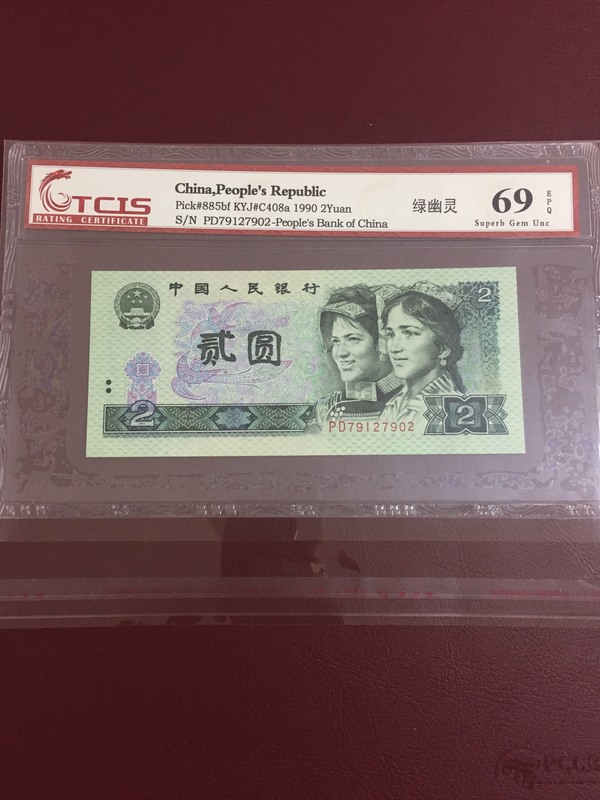 TCIS
RATING CERTIFICATE
China,People's Republic
Pick#885bf KYJ#C408a 1990 2Yuan
S/N PD79127902-People's Bank of China
绿幽灵
69
EPQ
Superb Gem Unc
中国人民银行
2
贰圆
2
2
PD79127902